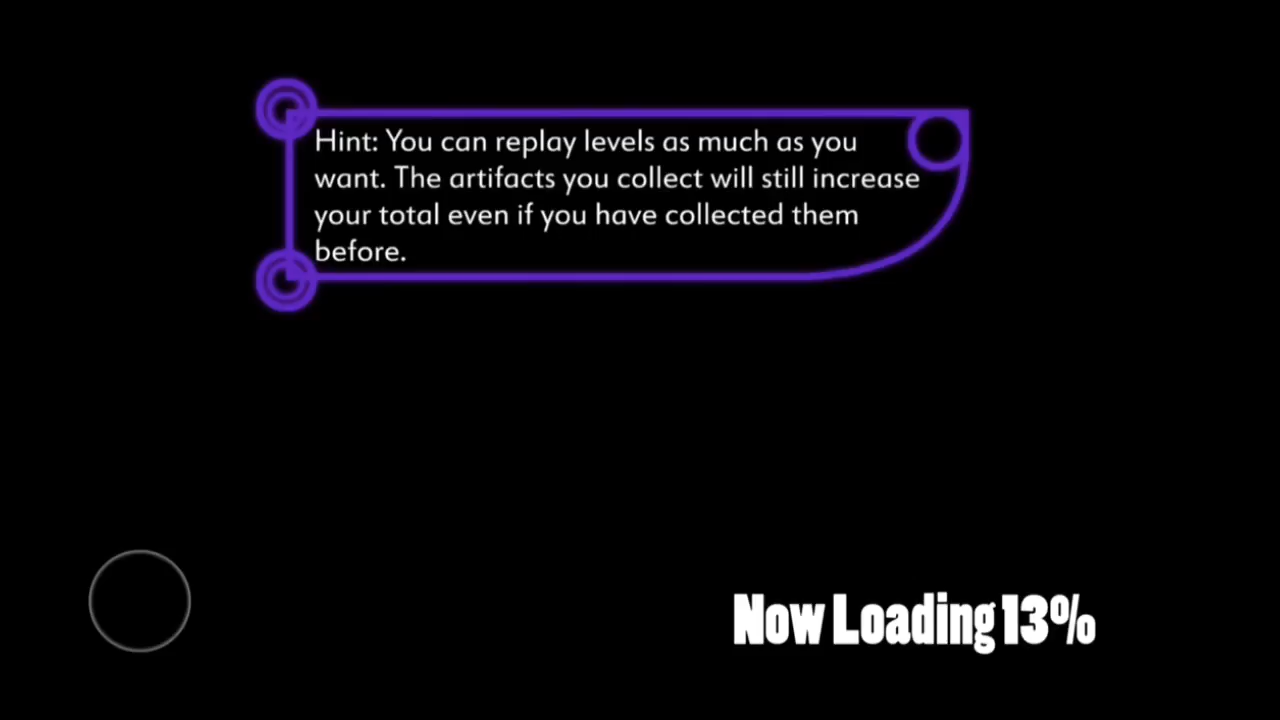 Hint: You can replay levels as much as you
want. The artifacts you collect will still increase
your total even if you have collected them
before.
Now Loading 13%